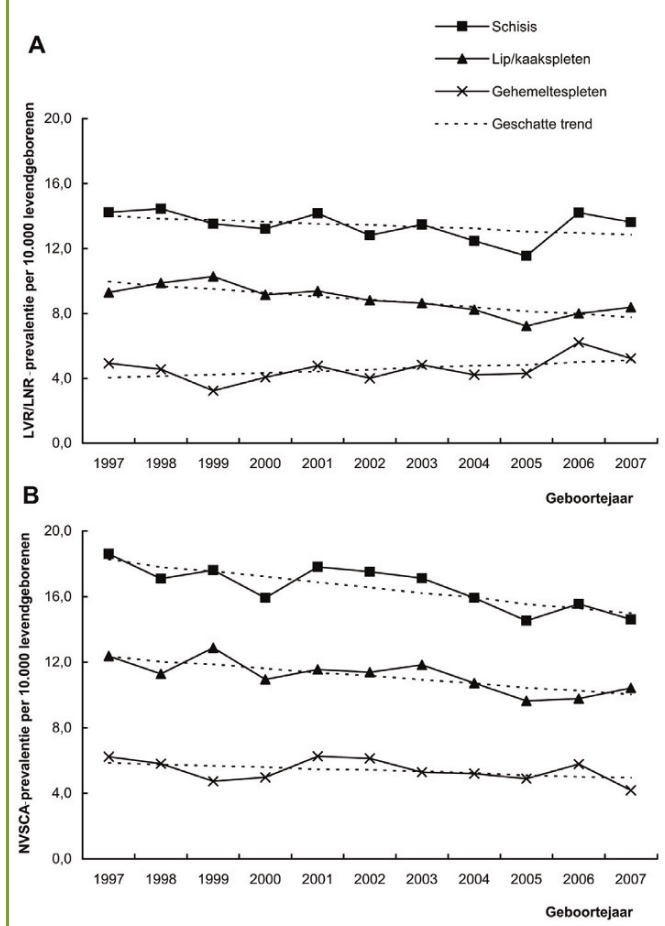 A
Schisis
Lip/kaakspleten
Gehemeltespleten
Geschatte trend
LVR/LNR-prevalentie per 10.000 levendgeborenen
20,0
16,0
12,0
8,0
4,0
0,0
1997 1998 1999 2000 2001 2002 2003 2004 2005 2006 2007
Geboortejaar
B
NVSCA-prevalentie per 10.000 levendgeborenen
20,0
16,0
12,0
8,0
4,0
0,0
1997 1998 1999 2000 2001 2002 2003 2004 2005 2006 2007
Geboortejaar